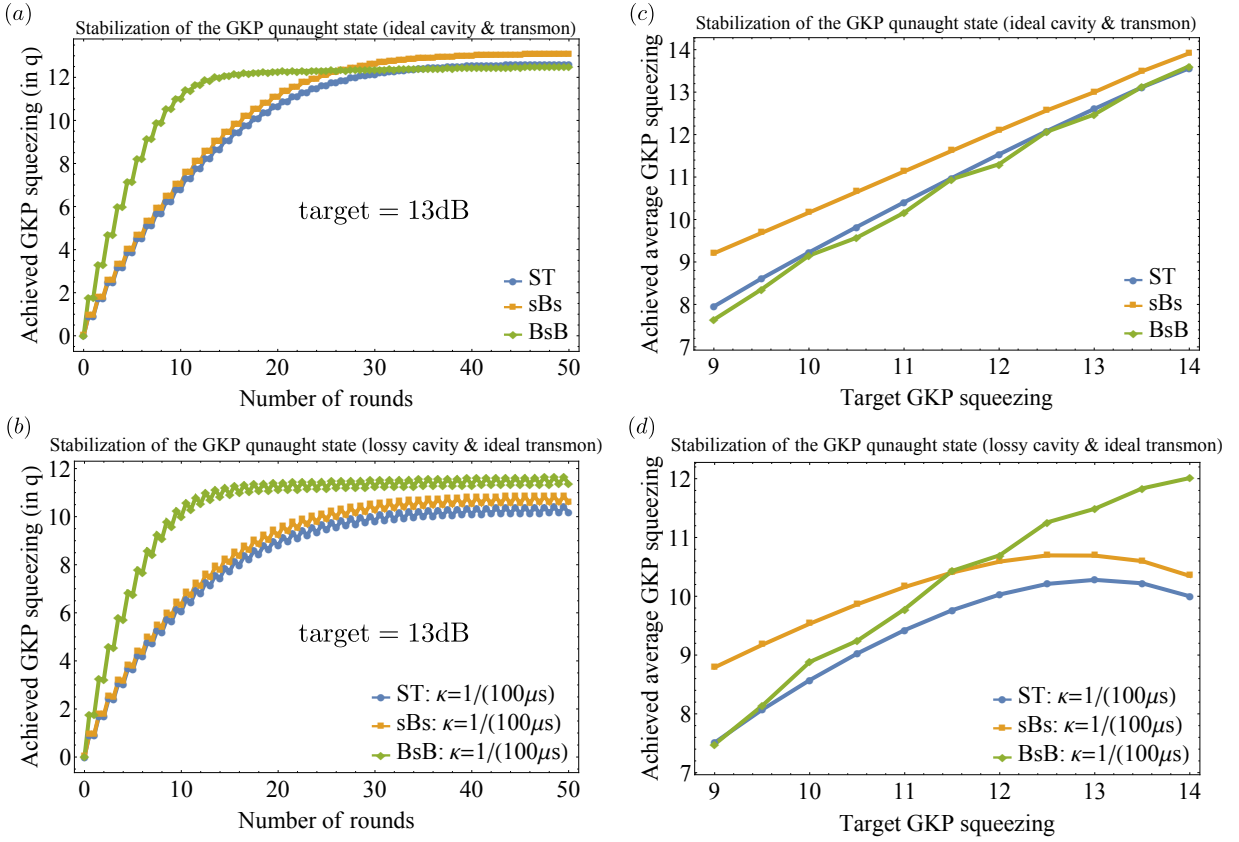 (a)
Stabilization of the GKP qunaught state (ideal cavity & transmon)
Achieved GKP squeezing (in q)
12
10
8
6
4
2
0
target = 13dB
ST
sBs
BsB
0 10 20 30 40 50
Number of rounds
(c)
Stabilization of the GKP qunaught state (ideal cavity & transmon)
Achieved average GKP squeezing
14
13
12
11
10
9
8
7
ST
sBs
BsB
9 10 11 12 13 14
Target GKP squeezing
(b)
Stabilization of the GKP qunaught state (lossy cavity & ideal transmon)
Achieved GKP squeezing (in q)
12
10
8
6
4
2
0
target = 13dB
ST: κ=1/(100μs)
sBs: κ=1/(100μs)
BsB: κ=1/(100μs)
0 10 20 30 40 50
Number of rounds
(d)
Stabilization of the GKP qunaught state (lossy cavity & ideal transmon)
Achieved average GKP squeezing
12
11
10
9
8
7
ST: κ=1/(100μs)
sBs: κ=1/(100μs)
BsB: κ=1/(100μs)
9 10 11 12 13 14
Target GKP squeezing